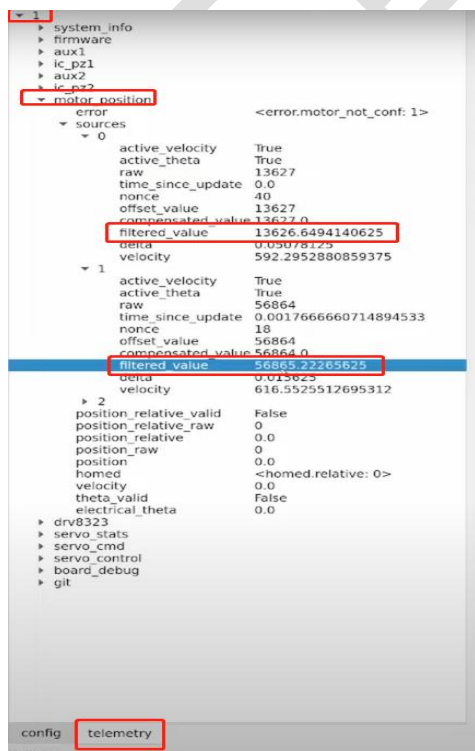 1
system_info
firmware
aux1
ic_pz1
aux2
ic_pz2
motor_position
error <error.motor_not_conf: 1>
sources
0
active_velocity True
active_theta True
raw 13627
time_since_update 0.0
nonce 40
offset_value 13627
compensated_value 13627.0
filtered_value 13626.6494140625
delta 0.05078125
velocity 592.2952880859375
1
active_velocity True
active_theta True
raw 56864
time_since_update 0.0017666660714894533
nonce 18
offset_value 56864
compensated_value 56864.0
filtered_value 56865.22265625
delta 0.015625
velocity 616.5525512695312
2
position_relative_valid False
position_relative_raw 0
position_relative 0.0
position_raw 0
position 0.0
homed <homed.relative: 0>
velocity 0.0
theta_valid False
electrical_theta 0.0
drv8323
servo_stats
servo_cmd
servo_control
board_debug
git
config telemetry